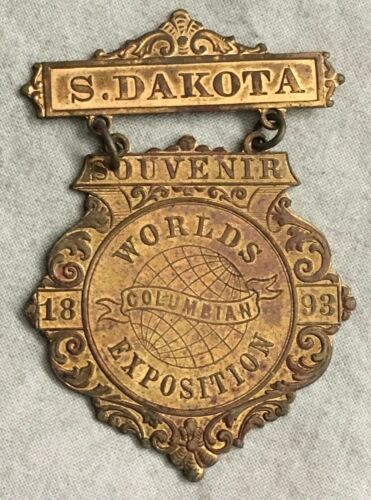 S. DAKOTA
SOUVENIR
WORLDS
18 93
COLUMBIAN
EXPOSITION